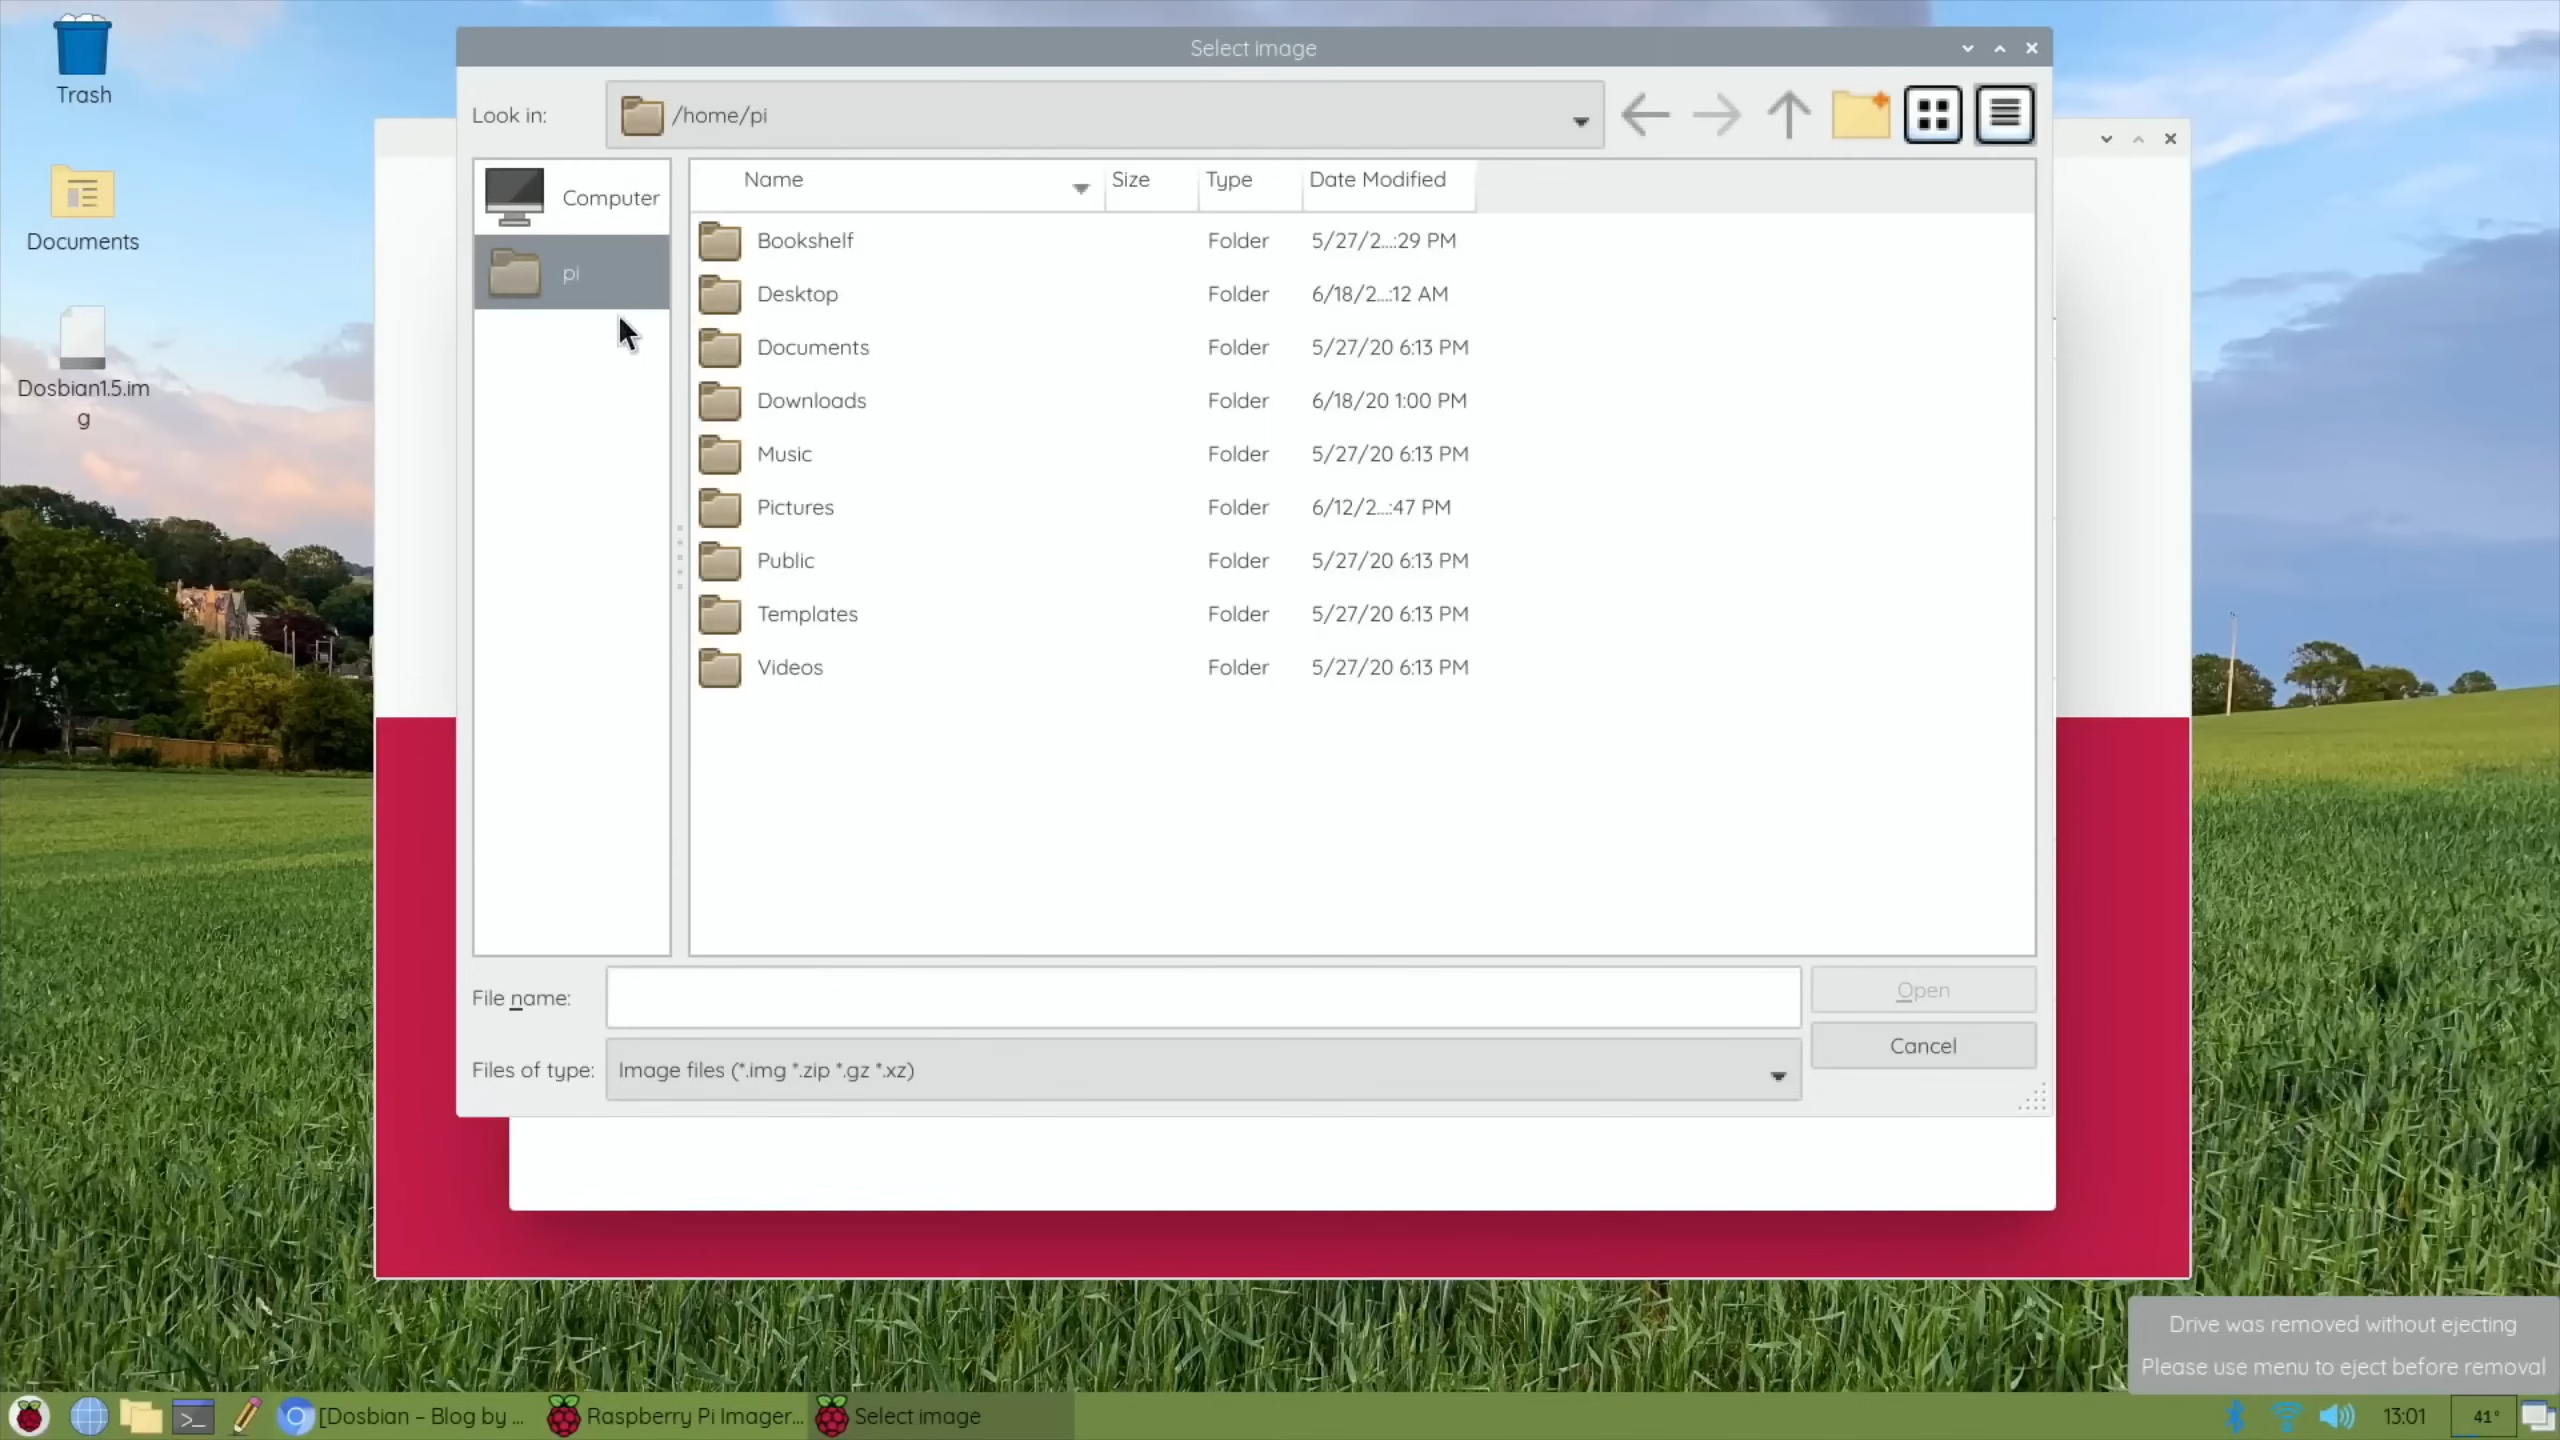 Trash
Documents
Dosbian1.5.im
g
Select image
Look in:
/home/pi
Computer
pi
Name
Size
Type
Date Modified
Bookshelf Folder 5/27/2...:29 PM
Desktop Folder 6/18/2...:12 AM
Documents Folder 5/27/20 6:13 PM
Downloads Folder 6/18/20 1:00 PM
Music Folder 5/27/20 6:13 PM
Pictures Folder 6/12/2...:47 PM
Public Folder 5/27/20 6:13 PM
Templates Folder 5/27/20 6:13 PM
Videos Folder 5/27/20 6:13 PM
File name:
Open
Files of type:
Image files (*.img *.zip *.gz *.xz)
Cancel
Drive was removed without ejecting
Please use menu to eject before removal
[Dosbian – Blog by ...
Raspberry Pi Imager...
Select image
13:01
41°